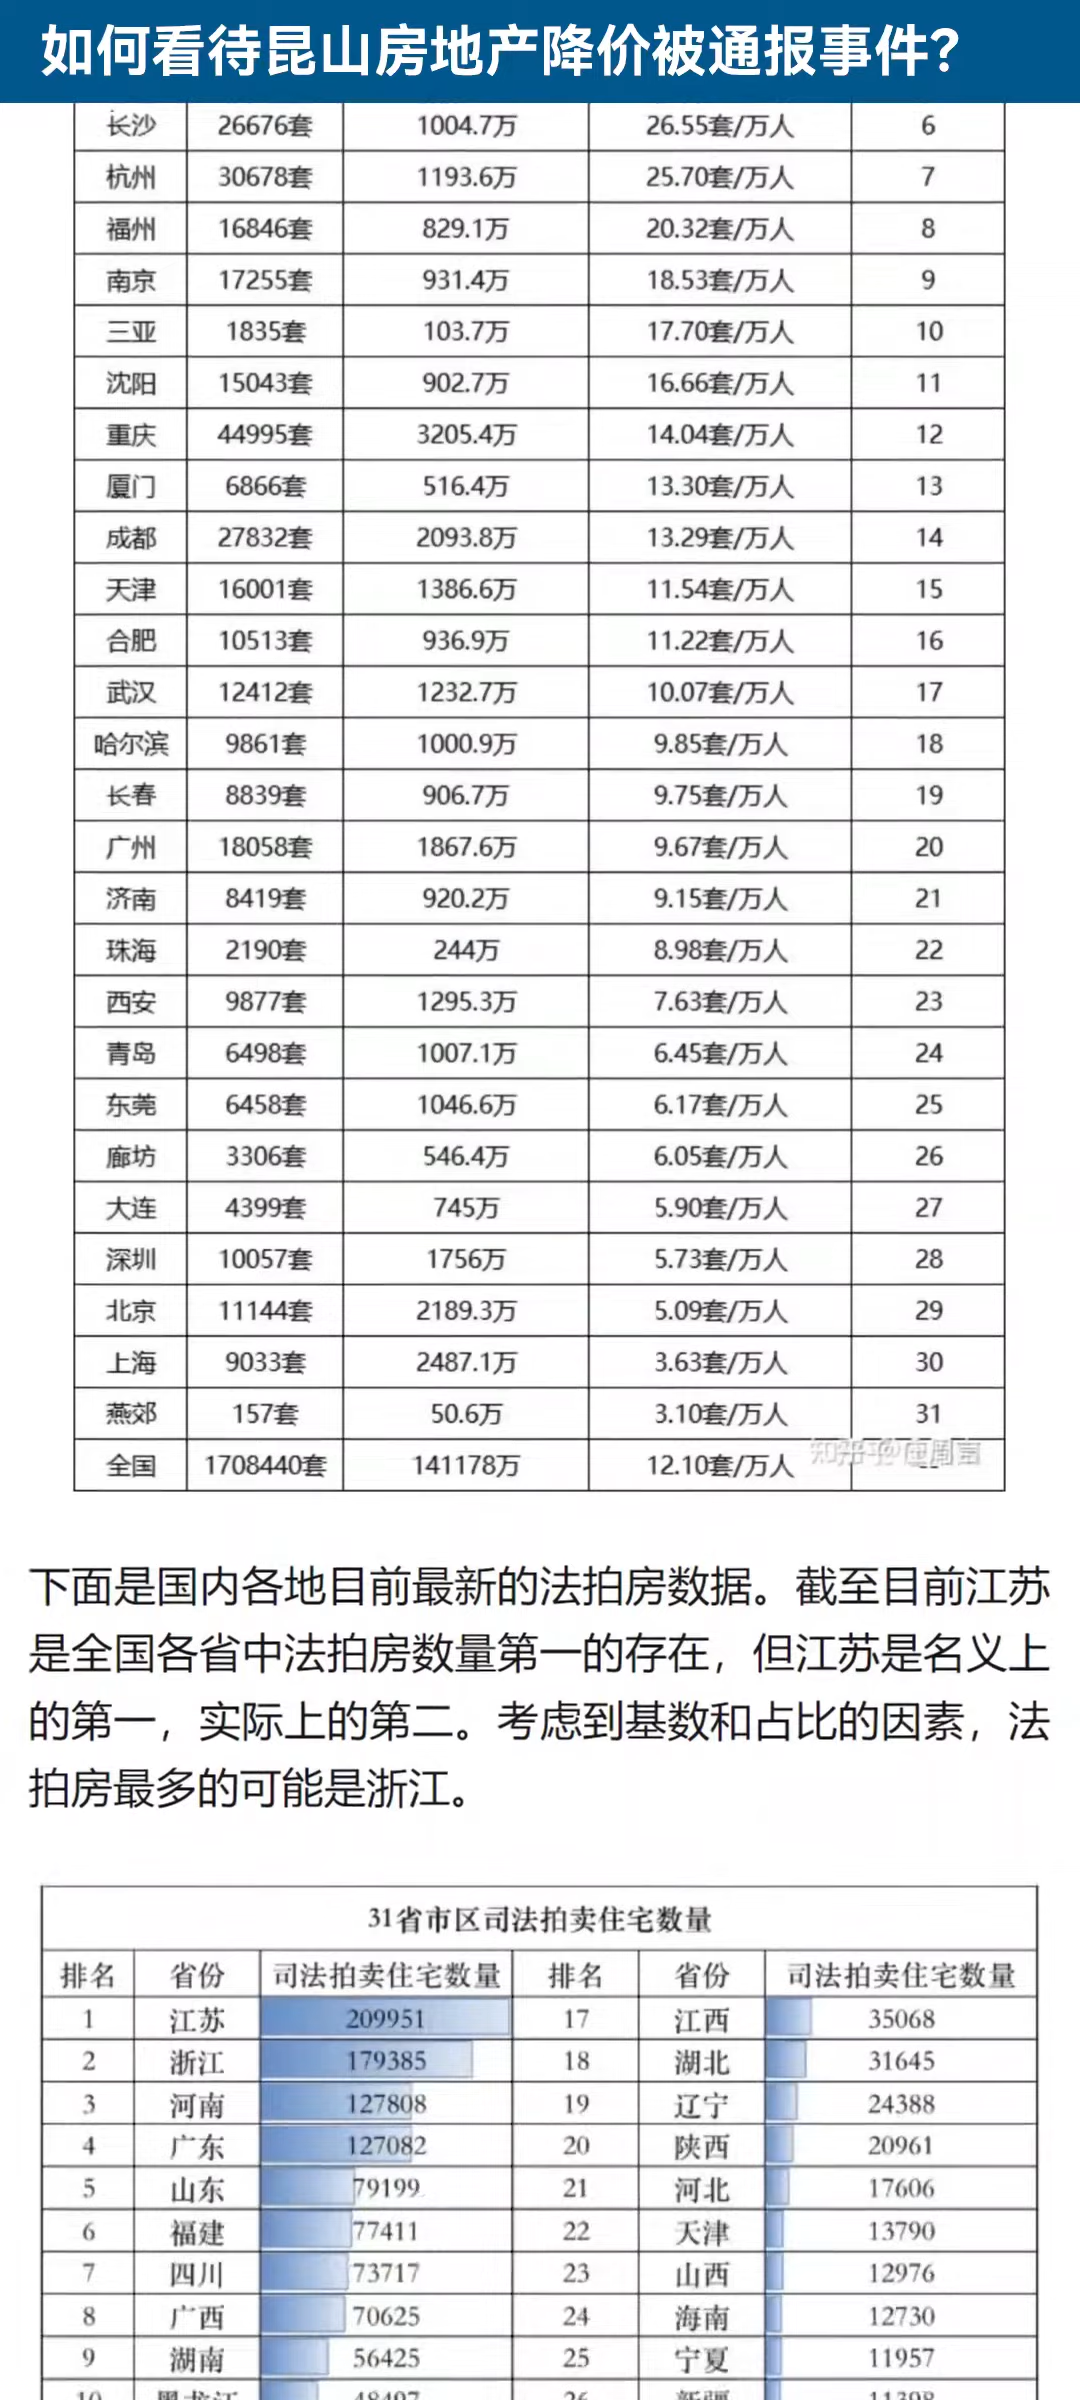 如何看待昆山房地产降价被通报事件？
长沙 26676套 1004.7万 26.55套/万人 6
杭州 30678套 1193.6万 25.70套/万人 7
福州 16846套 829.1万 20.32套/万人 8
南京 17255套 931.4万 18.53套/万人 9
三亚 1835套 103.7万 17.70套/万人 10
沈阳 15043套 902.7万 16.66套/万人 11
重庆 44995套 3205.4万 14.04套/万人 12
厦门 6866套 516.4万 13.30套/万人 13
成都 27832套 2093.8万 13.29套/万人 14
天津 16001套 1386.6万 11.54套/万人 15
合肥 10513套 936.9万 11.22套/万人 16
武汉 12412套 1232.7万 10.07套/万人 17
哈尔滨 9861套 1000.9万 9.85套/万人 18
长春 8839套 906.7万 9.75套/万人 19
广州 18058套 1867.6万 9.67套/万人 20
济南 8419套 920.2万 9.15套/万人 21
珠海 2190套 244万 8.98套/万人 22
西安 9877套 1295.3万 7.63套/万人 23
青岛 6498套 1007.1万 6.45套/万人 24
东莞 6458套 1046.6万 6.17套/万人 25
廊坊 3306套 546.4万 6.05套/万人 26
大连 4399套 745万 5.90套/万人 27
深圳 10057套 1756万 5.73套/万人 28
北京 11144套 2189.3万 5.09套/万人 29
上海 9033套 2487.1万 3.63套/万人 30
燕郊 157套 50.6万 3.10套/万人 31
全国 1708440套 141178万 12.10套/万人 --
下面是国内各地目前最新的法拍房数据。截至目前江苏
是全国各省中法拍房数量第一的存在，但江苏是名义上
的第一，实际上的第二。考虑到基数和占比的因素，法
拍房最多的可能是浙江。
31省市区司法拍卖住宅数量
排名 省份 司法拍卖住宅数量 排名 省份 司法拍卖住宅数量
1 江苏 209951 17 江西 35068
2 浙江 179385 18 湖北 31645
3 河南 127808 19 辽宁 24388
4 广东 127082 20 陕西 20961
5 山东 79199 21 河北 17606
6 福建 77411 22 天津 13790
7 四川 73717 23 山西 12976
8 广西 70625 24 海南 12730
9 湖南 56425 25 宁夏 11957
10 黑龙江 48497 26 新疆 11398